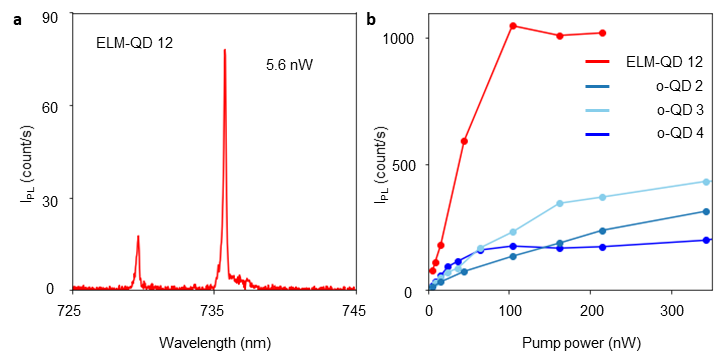 a
90
60
30
0
I_PL (count/s)
ELM-QD 12
5.6 nW
725
735
745
Wavelength (nm)
b
1000
500
0
I_PL (count/s)
ELM-QD 12
o-QD 2
o-QD 3
o-QD 4
0
100
200
300
Pump power (nW)